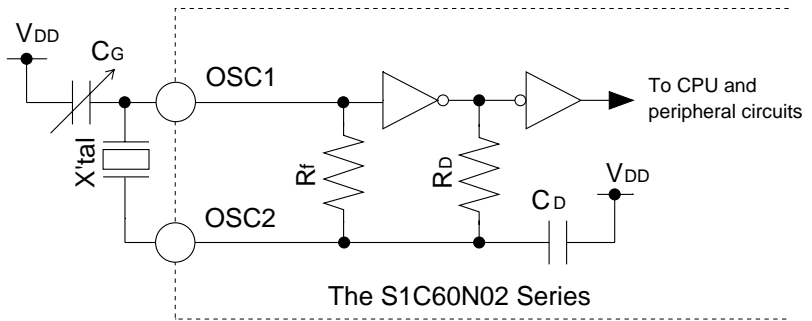 VDD
CG
OSC1
To CPU and
peripheral circuits
X'tal
Rf
RD
VDD
CD
OSC2
The S1C60N02 Series